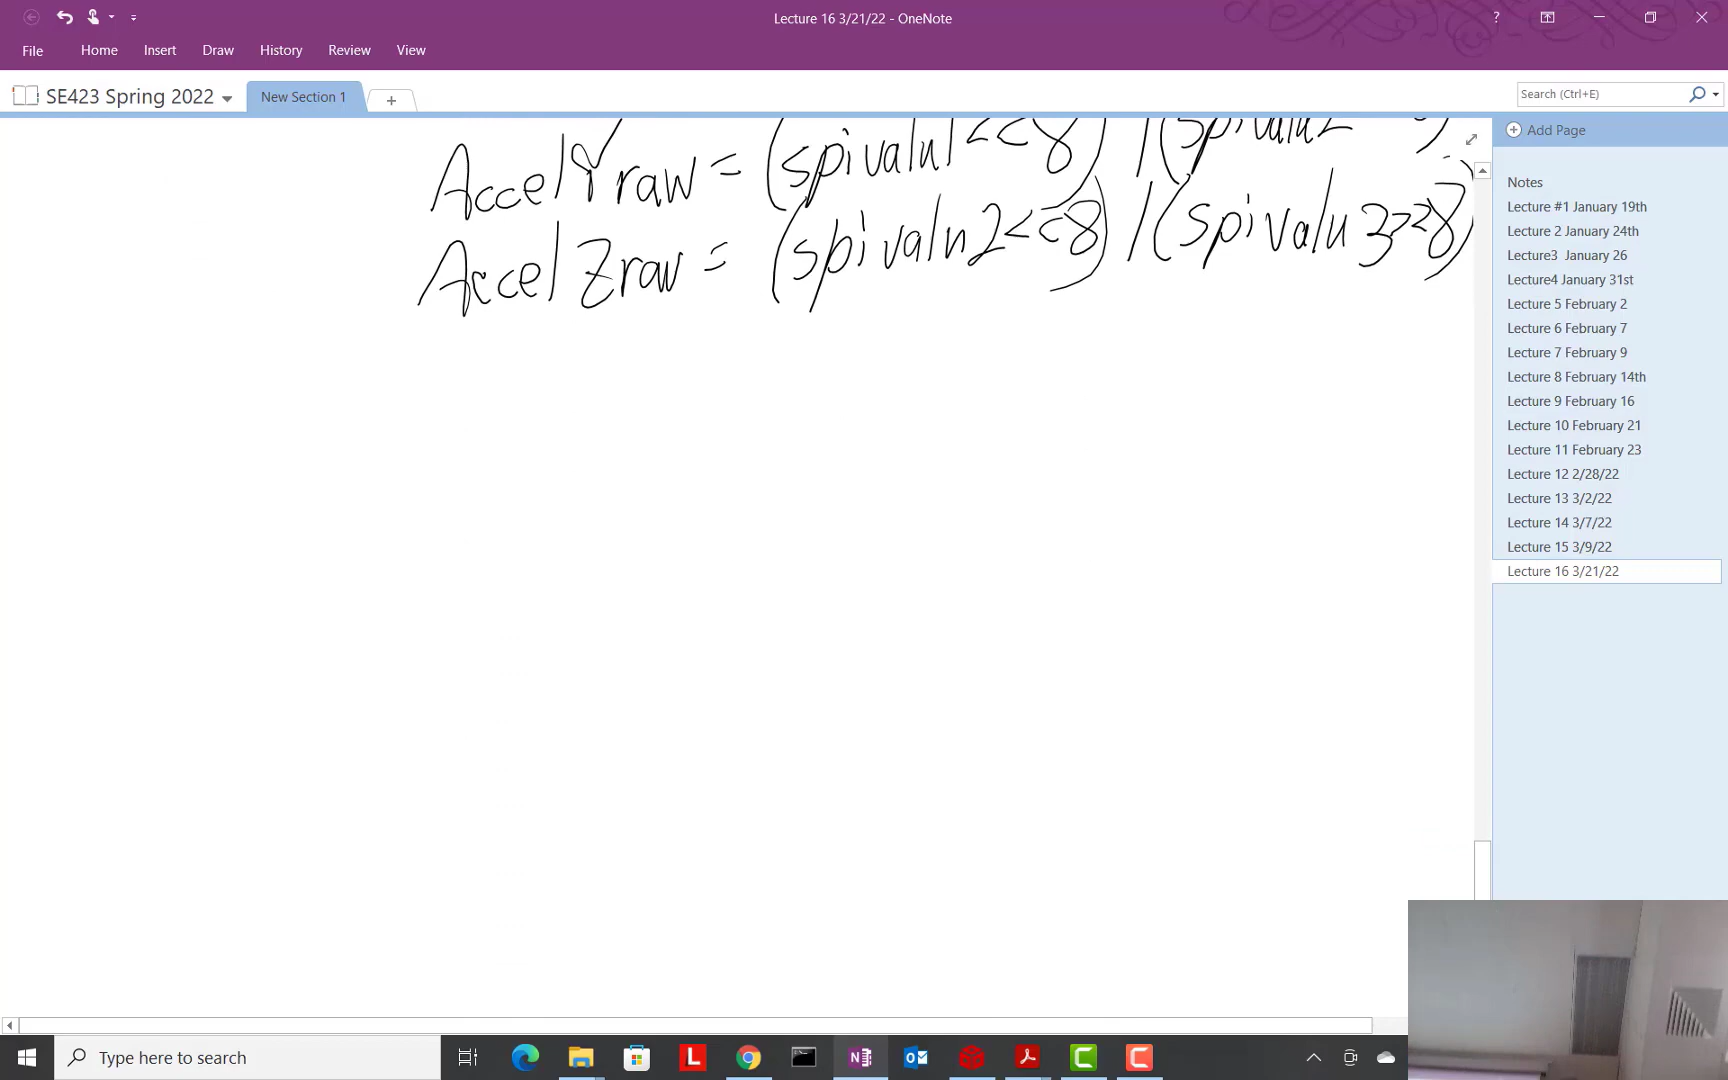 Lecture 16 3/21/22 - OneNote
File Home Insert Draw History Review View
SE423 Spring 2022 New Section 1
Search (Ctrl+E)
Add Page
AccelYraw = (spivalu1<<8) | (spivalu2
AccelZraw = (spivalu2<<8) | (spivalu3>>8)
Notes
Lecture #1 January 19th
Lecture 2 January 24th
Lecture3 January 26
Lecture4 January 31st
Lecture 5 February 2
Lecture 6 February 7
Lecture 7 February 9
Lecture 8 February 14th
Lecture 9 February 16
Lecture 10 February 21
Lecture 11 February 23
Lecture 12 2/28/22
Lecture 13 3/2/22
Lecture 14 3/7/22
Lecture 15 3/9/22
Lecture 16 3/21/22
Type here to search